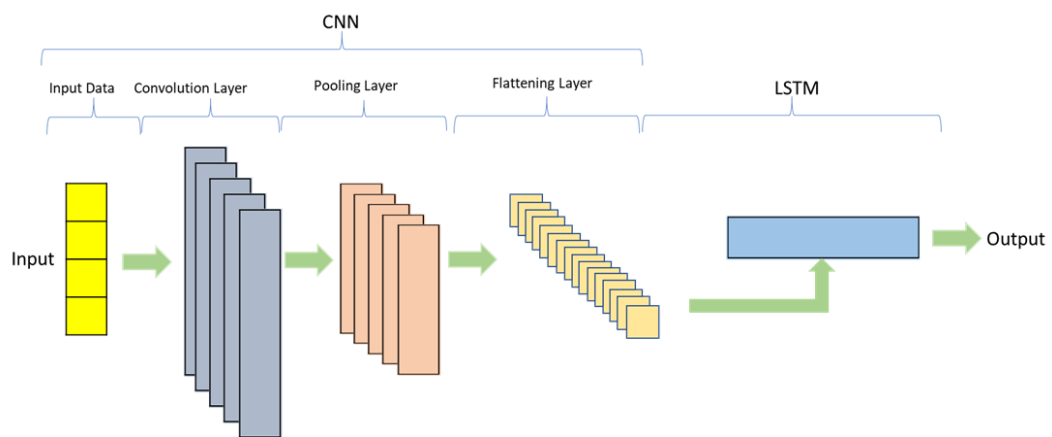 CNN
Input Data
Convolution Layer
Pooling Layer
Flattening Layer
LSTM
Input
Output